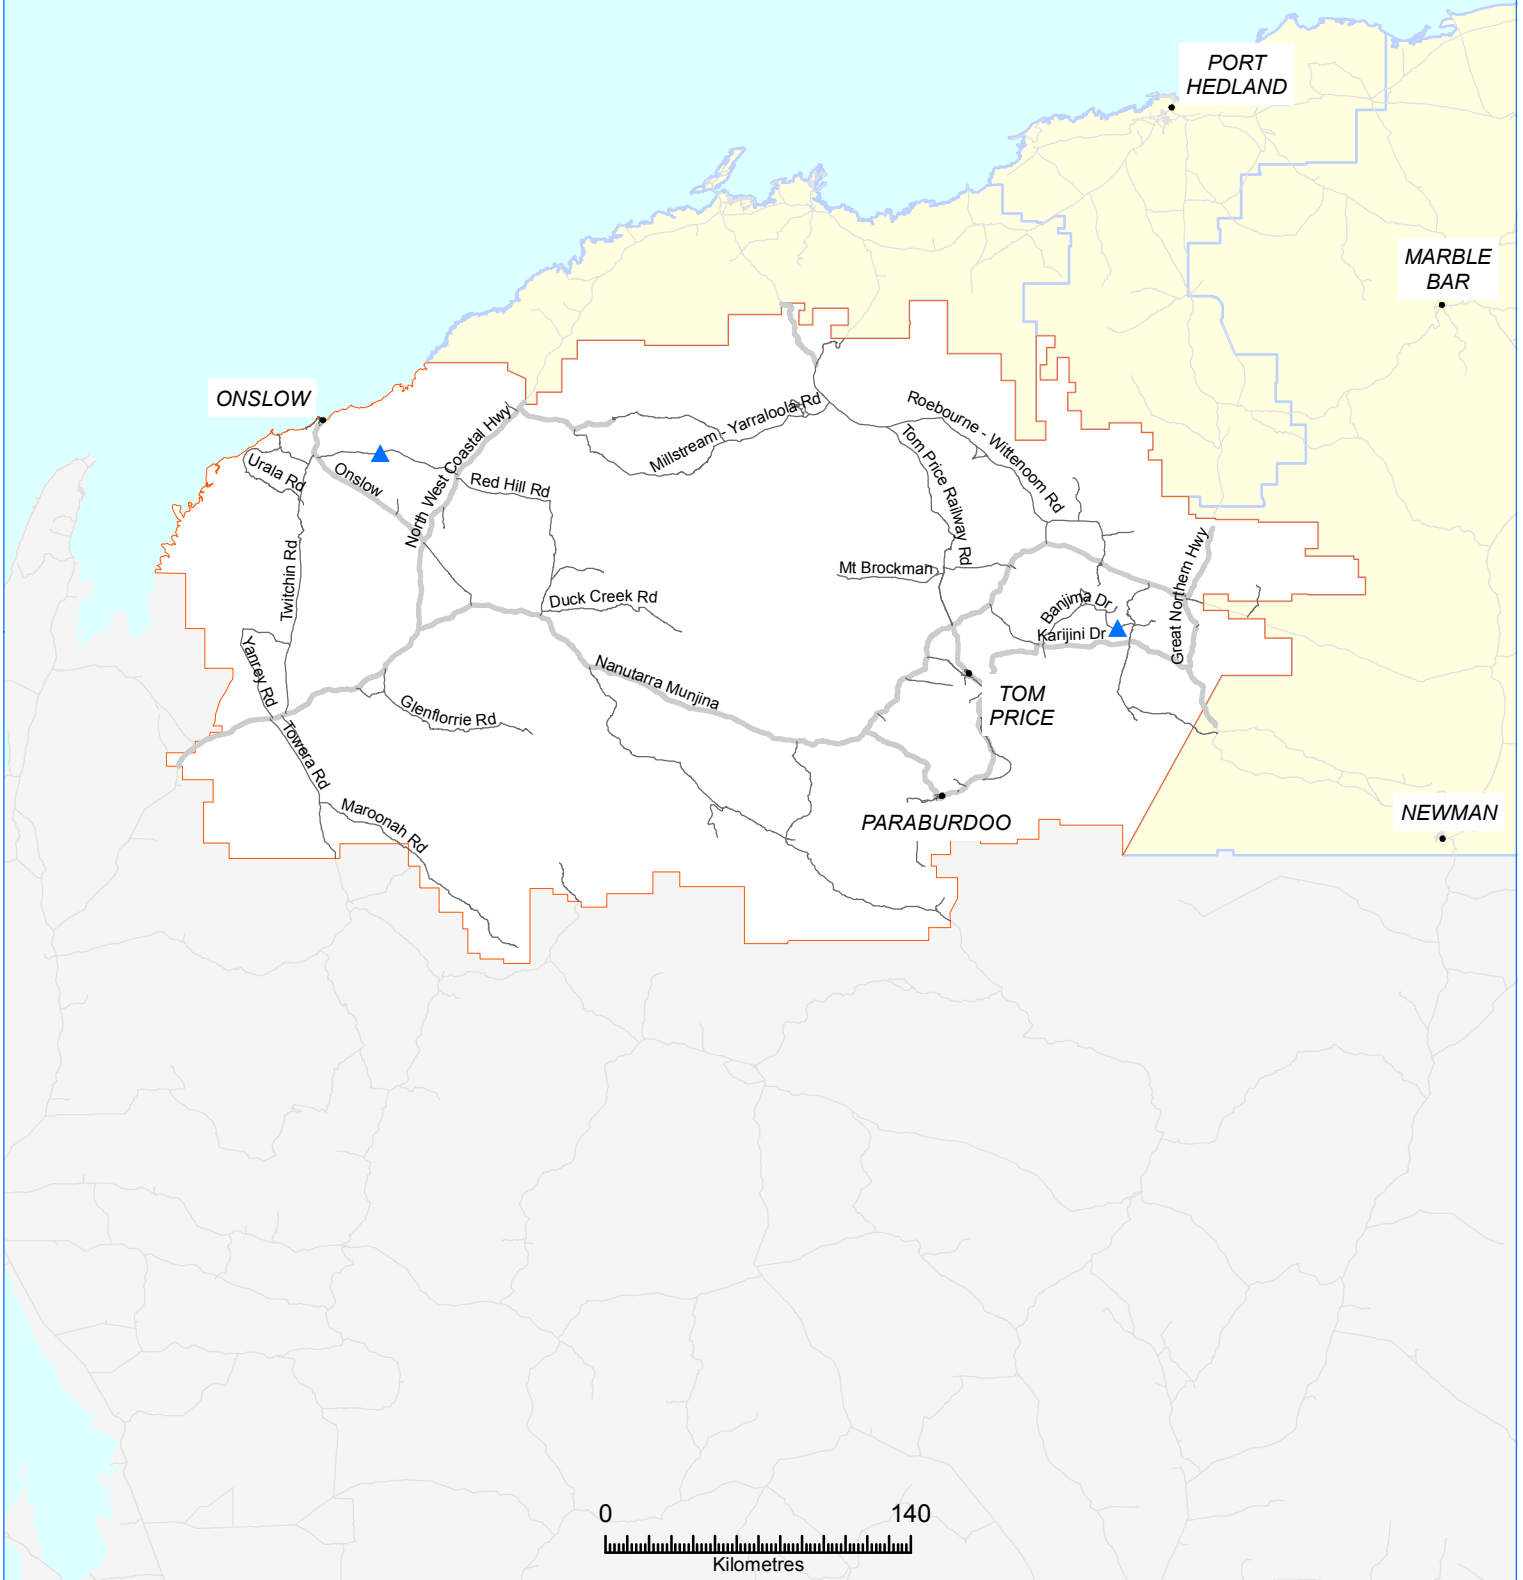 PORT
HEDLAND
MARBLE
BAR
ONSLOW
Roebourne - Wittenoom Rd
Millstream - Yarraloola Rd
North West Coastal Hwy
Tom Price Railway Rd
Urala Rd
Onslow
Red Hill Rd
Great Northern Hwy
Twitchin Rd
Mt Brockman
Duck Creek Rd
Banjima Dr
Karijini Dr
Yanrey Rd
Nanutarra Munjina
TOM
PRICE
Glenflorrie Rd
Towera Rd
Maroonah Rd
PARABURDOO
NEWMAN
0 140
Kilometres